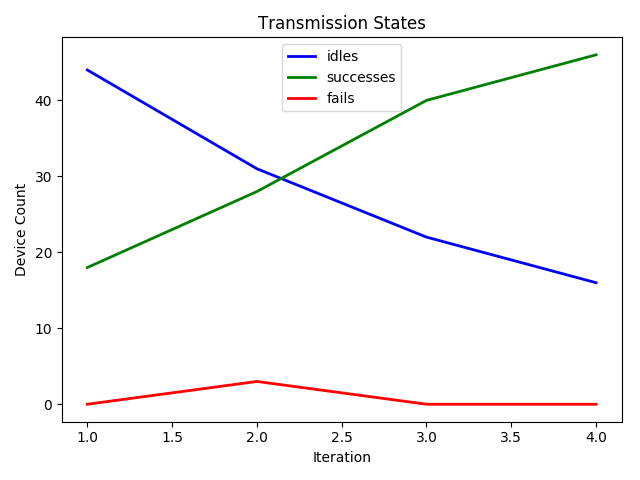 Transmission States
idles
successes
fails
Device Count
40
30
20
10
0
1.0 1.5 2.0 2.5 3.0 3.5 4.0
Iteration